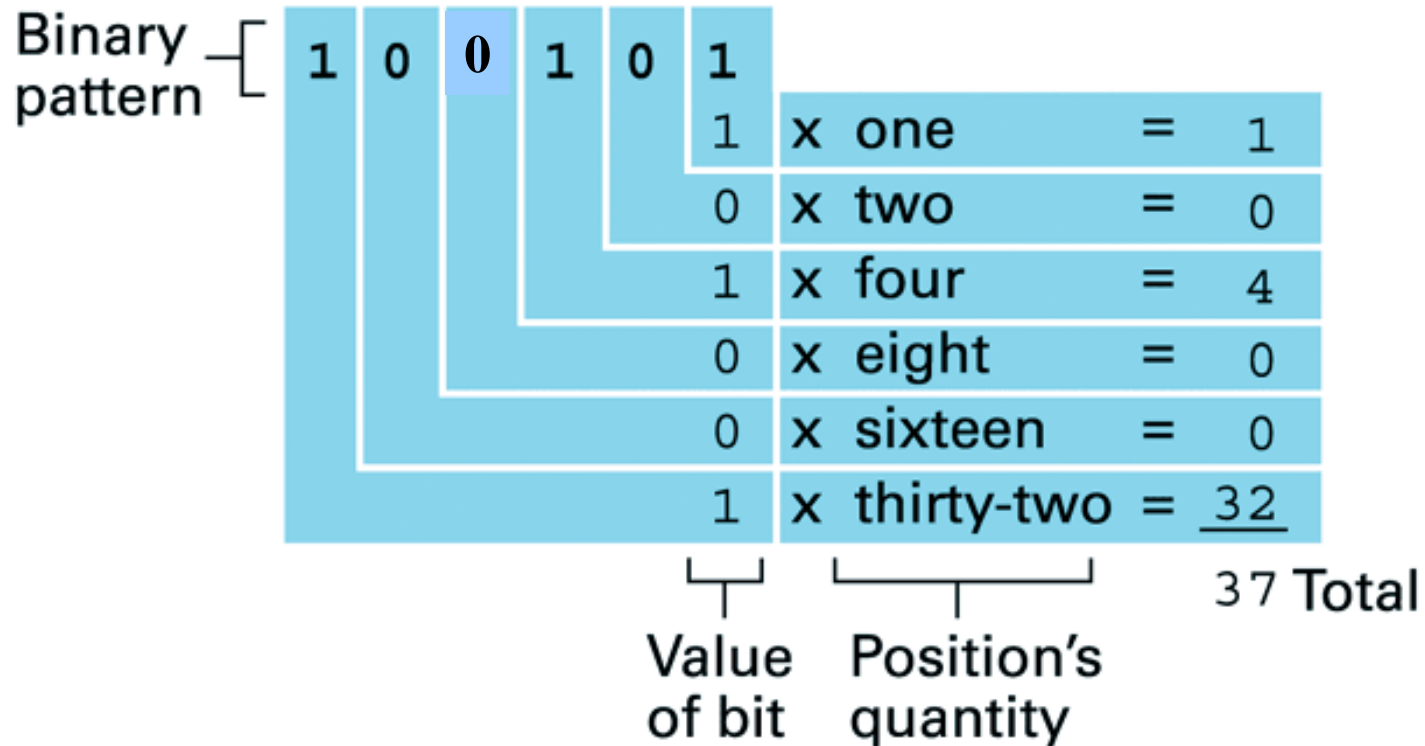 Binary
pattern
1 0 0 1 0 1
1 x one = 1
0 x two = 0
1 x four = 4
0 x eight = 0
0 x sixteen = 0
1 x thirty-two = 32
37 Total
Value
of bit
Position's
quantity